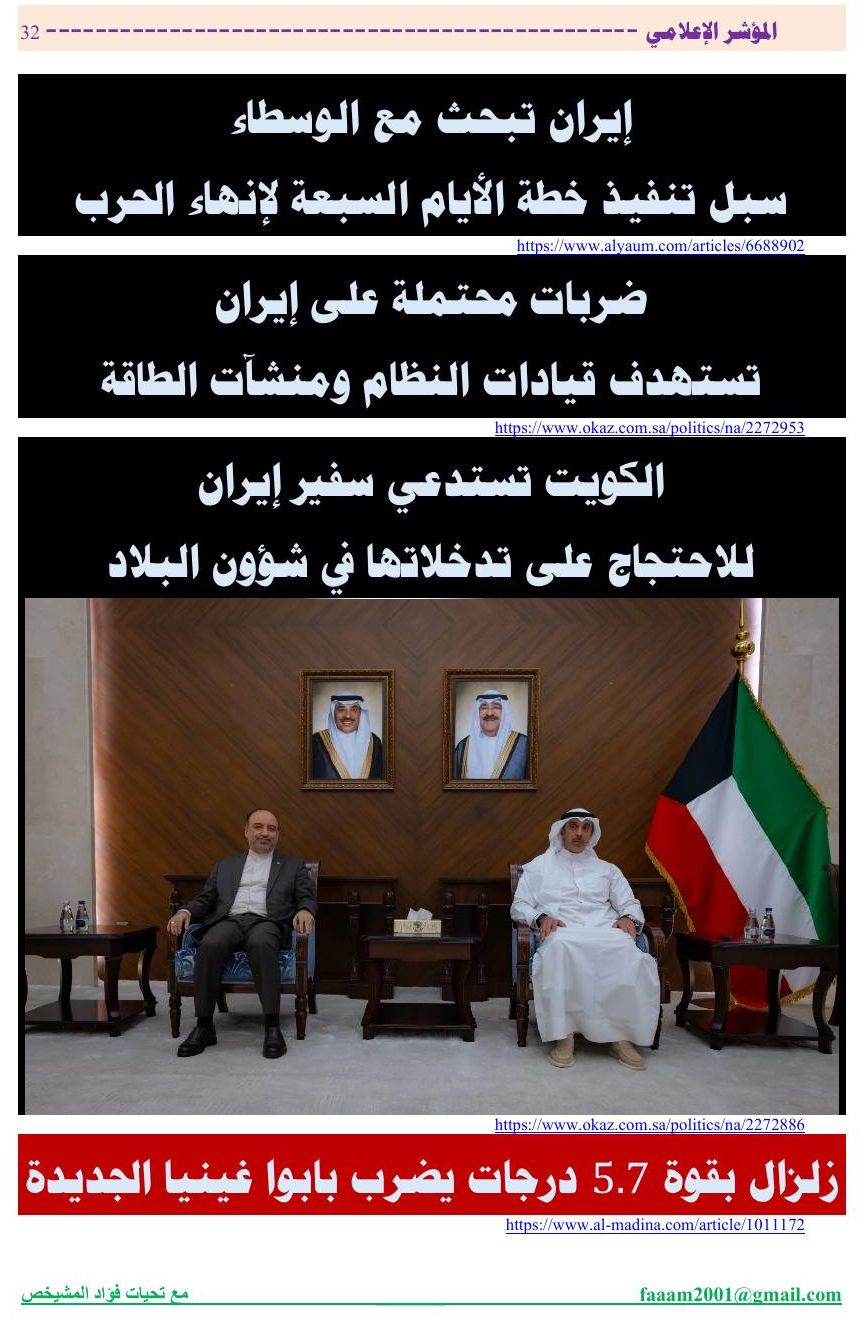 المؤشر الإعلامي ------------------------------------------------ 32
إيران تبحث مع الوسطاء
سبل تنفيذ خطة الأيام السبعة لإنهاء الحرب
https://www.alyaum.com/articles/6688902
ضربات محتملة على إيران
تستهدف قيادات النظام ومنشآت الطاقة
https://www.okaz.com.sa/politics/na/2272953
الكويت تستدعي سفير إيران
للاحتجاج على تدخلاتها في شؤون البلاد
https://www.okaz.com.sa/politics/na/2272886
زلزال بقوة 5.7 درجات يضرب بابوا غينيا الجديدة
https://www.al-madina.com/article/1011172
مع تحيات فؤاد المشيخص faaam2001@gmail.com